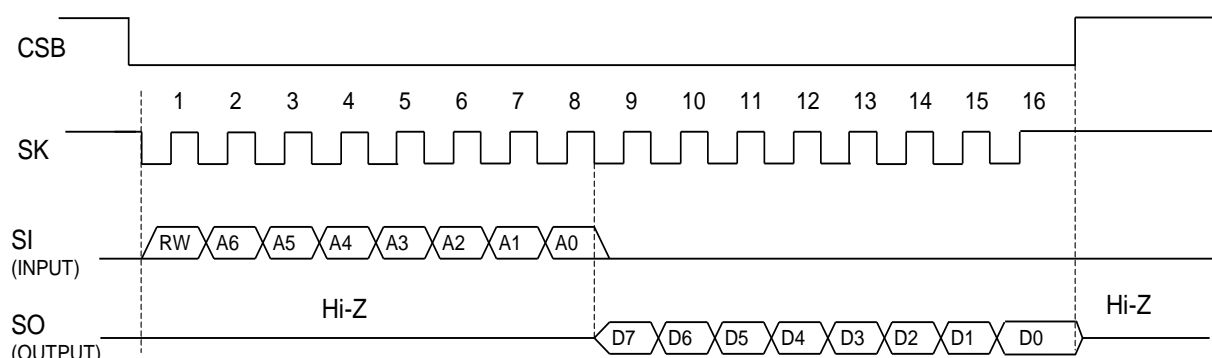 CSB
1 2 3 4 5 6 7 8 9 10 11 12 13 14 15 16
SK
SI
(INPUT)
RW A6 A5 A4 A3 A2 A1 A0
Hi-Z
Hi-Z
SO
(OUTPUT)
D7 D6 D5 D4 D3 D2 D1 D0